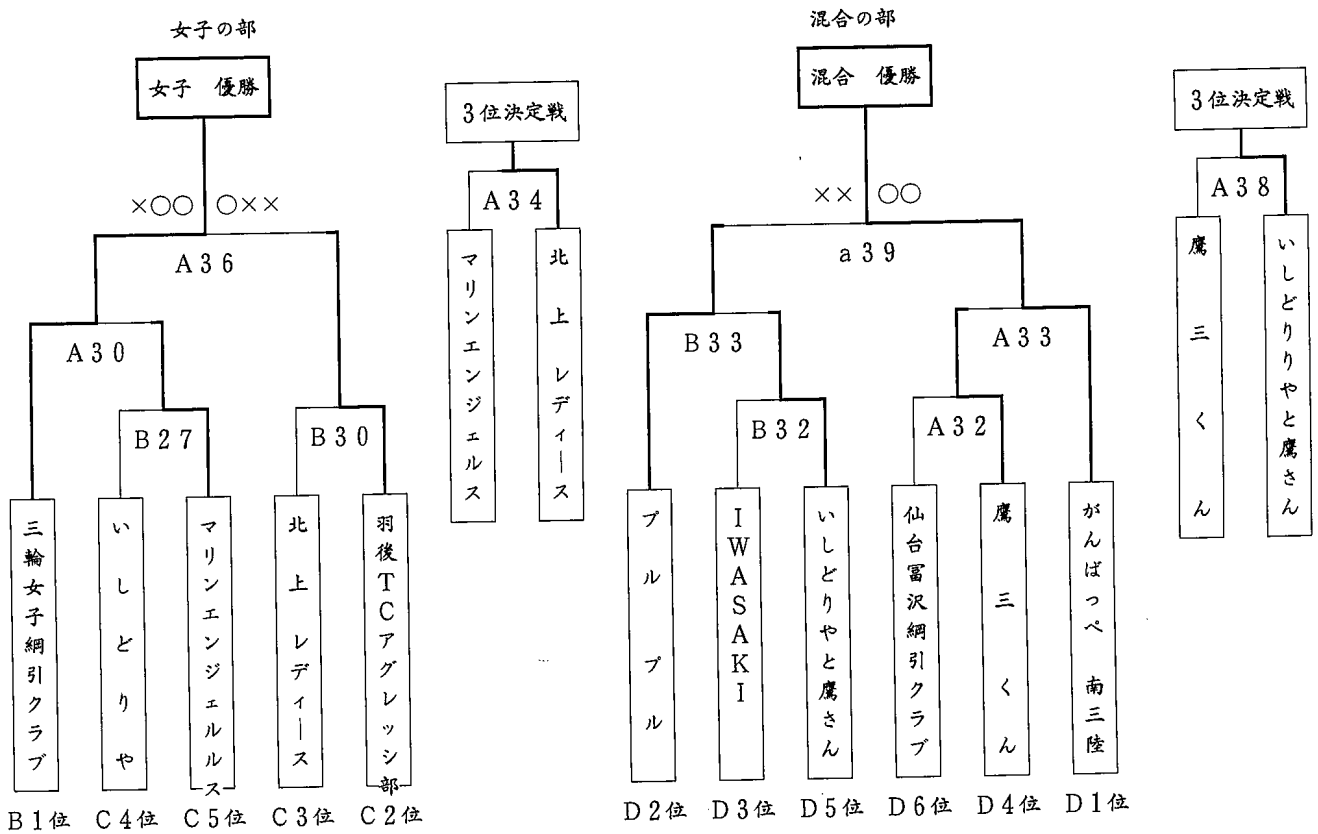 女子の部
女子 優勝
×○○ ○××
A36
A30
B27
B30
三輪女子綱引クラブ
いしどりや
マリンエンジェルルス
北上レディース
羽後TCアグレッシ部
B1位 C4位 C5位 C3位 C2位
3位決定戦
A34
マリンエンジェルス
北上レディース
混合の部
混合 優勝
×× ○○
a39
B33
A33
B32
A32
プルプル
IWASAKI
いしどりやと鷹さん
仙台冨沢綱引クラブ
鷹三くん
がんばっぺ 南三陸
D2位 D3位 D5位 D6位 D4位 D1位
3位決定戦
A38
鷹三くん
いしどりりやと鷹さん